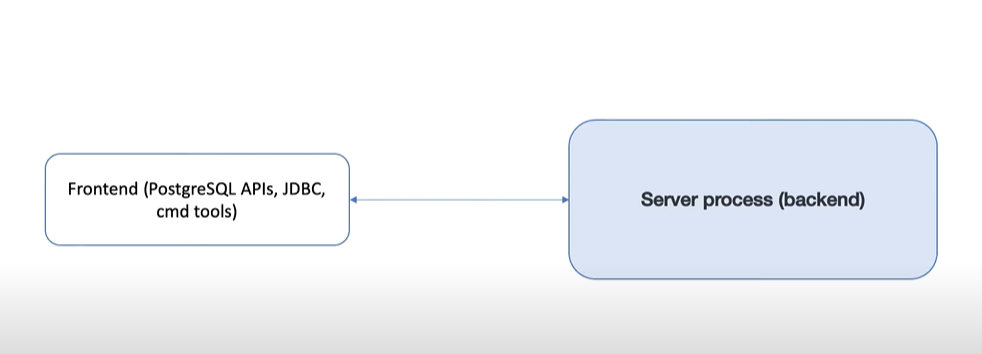 Frontend (PostgreSQL APIs, JDBC,
cmd tools)
Server process (backend)